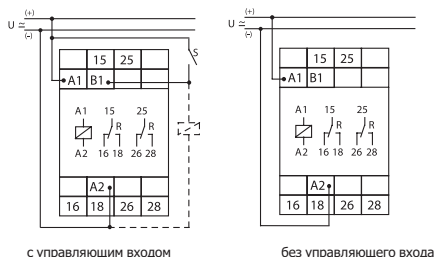 (+)
U ≂
(-)
S
15 25
A1 B1
A1 15 25
R R
A2 16 18 26 28
A2
16 18 26 28
с управляющим входом
(+)
U ≂
(-)
15 25
A1 B1
A1 15 25
R R
A2 16 18 26 28
A2
16 18 26 28
без управляющего входа